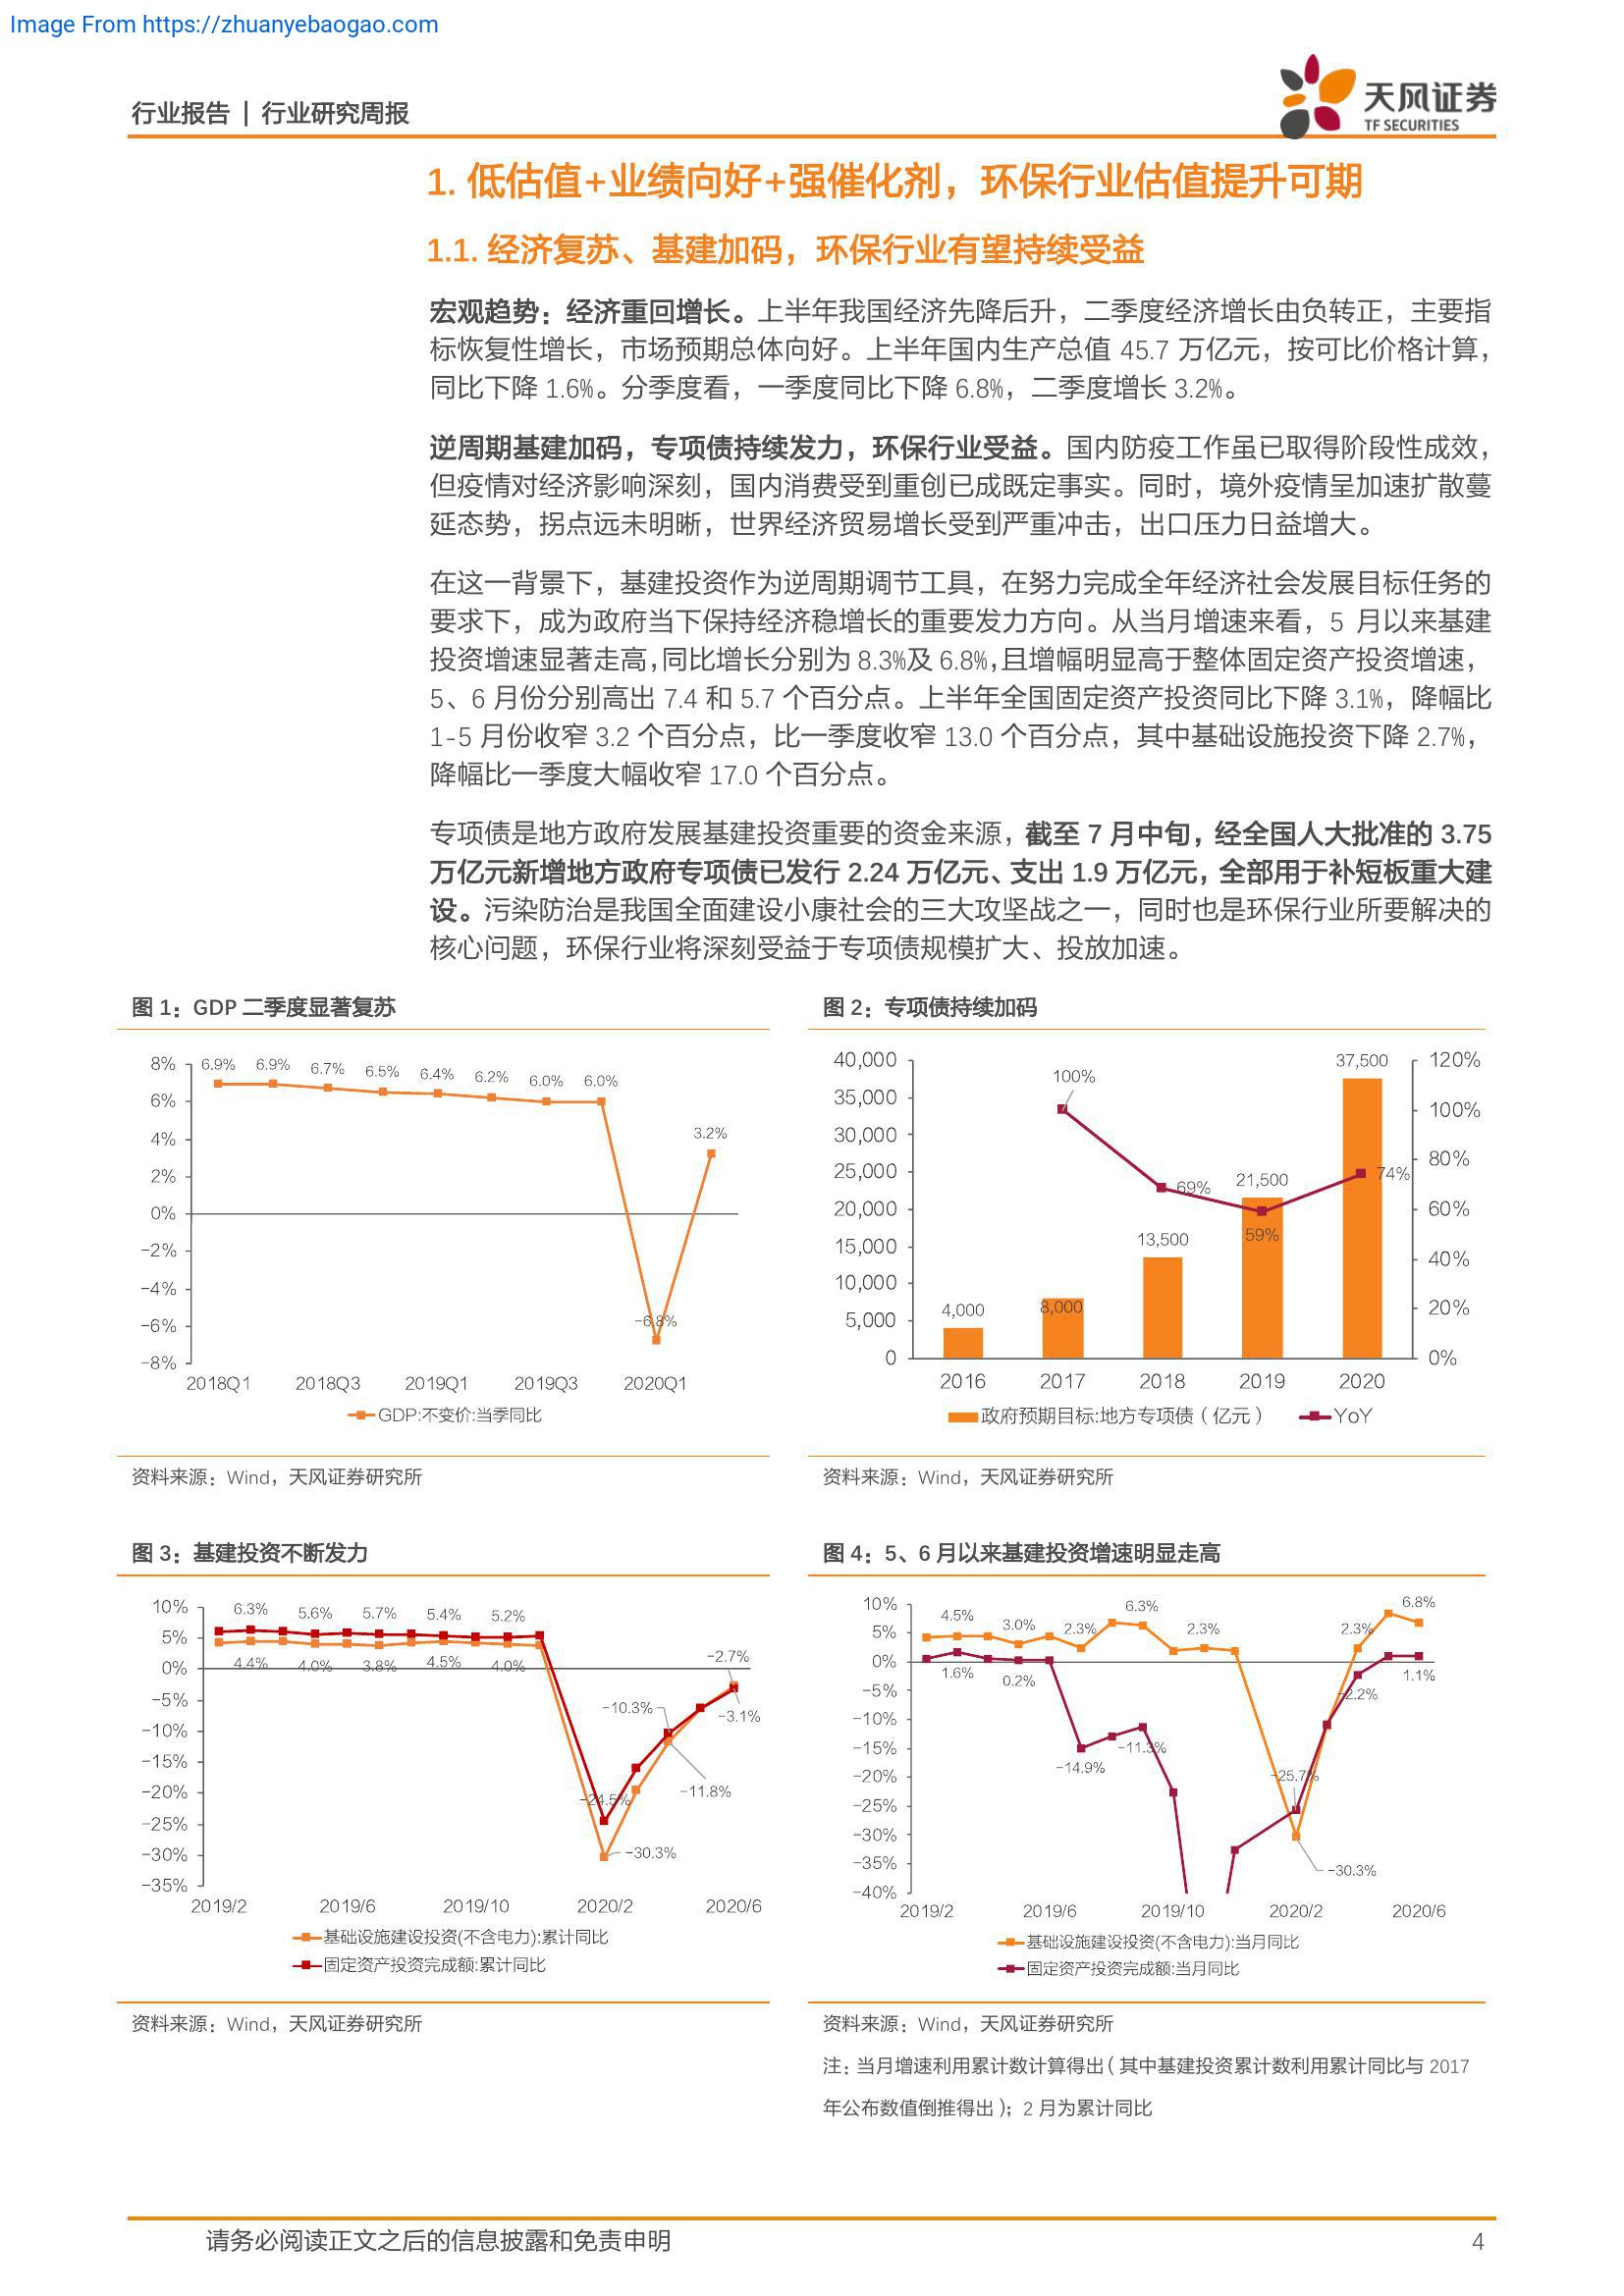 Image From https://zhuanyebaogao.com
行业报告 | 行业研究周报
天风证券
TF SECURITIES
1. 低估值+业绩向好+强催化剂，环保行业估值提升可期
1.1. 经济复苏、基建加码，环保行业有望持续受益
宏观趋势：经济重回增长。上半年我国经济先降后升，二季度经济增长由负转正，主要指
标恢复性增长，市场预期总体向好。上半年国内生产总值 45.7 万亿元，按可比价格计算，
同比下降 1.6%。分季度看，一季度同比下降 6.8%，二季度增长 3.2%。
逆周期基建加码，专项债持续发力，环保行业受益。国内防疫工作虽已取得阶段性成效，
但疫情对经济影响深刻，国内消费受到重创已成既定事实。同时，境外疫情呈加速扩散蔓
延态势，拐点远未明晰，世界经济贸易增长受到严重冲击，出口压力日益增大。
在这一背景下，基建投资作为逆周期调节工具，在努力完成全年经济社会发展目标任务的
要求下，成为政府当下保持经济稳增长的重要发力方向。从当月增速来看，5 月以来基建
投资增速显著走高，同比增长分别为 8.3%及 6.8%，且增幅明显高于整体固定资产投资增速，
5、6 月份分别高出 7.4 和 5.7 个百分点。上半年全国固定资产投资同比下降 3.1%，降幅比
1-5 月份收窄 3.2 个百分点，比一季度收窄 13.0 个百分点，其中基础设施投资下降 2.7%，
降幅比一季度大幅收窄 17.0 个百分点。
专项债是地方政府发展基建投资重要的资金来源，截至 7 月中旬，经全国人大批准的 3.75
万亿元新增地方政府专项债已发行 2.24 万亿元、支出 1.9 万亿元，全部用于补短板重大建
设。污染防治是我国全面建设小康社会的三大攻坚战之一，同时也是环保行业所要解决的
核心问题，环保行业将深刻受益于专项债规模扩大、投放加速。
图 1：GDP 二季度显著复苏
8%
6%
4%
2%
0%
-2%
-4%
-6%
-8%
6.9% 6.9% 6.7% 6.5% 6.4% 6.2% 6.0% 6.0%
3.2%
-6.8%
2018Q1 2018Q3 2019Q1 2019Q3 2020Q1
GDP:不变价:当季同比
资料来源：Wind，天风证券研究所
图 2：专项债持续加码
40,000
35,000
30,000
25,000
20,000
15,000
10,000
5,000
0
120%
100%
80%
60%
40%
20%
0%
37,500
100%
74%
69%
21,500
59%
13,500
4,000
8,000
2016 2017 2018 2019 2020
政府预期目标:地方专项债（亿元） YoY
资料来源：Wind，天风证券研究所
图 3：基建投资不断发力
10%
5%
0%
-5%
-10%
-15%
-20%
-25%
-30%
-35%
6.3% 5.6% 5.7% 5.4% 5.2%
4.4% 4.0% 3.8% 4.5% 4.0%
-2.7%
-10.3%
-3.1%
-11.8%
-24.5%
-30.3%
2019/2 2019/6 2019/10 2020/2 2020/6
基础设施建设投资(不含电力):累计同比
固定资产投资完成额:累计同比
资料来源：Wind，天风证券研究所
图 4：5、6 月以来基建投资增速明显走高
10%
5%
0%
-5%
-10%
-15%
-20%
-25%
-30%
-35%
-40%
4.5% 3.0% 2.3% 6.3% 2.3% 2.3% 6.8%
1.6% 0.2% 1.1%
-2.2%
-14.9% -11.3%
-25.7%
-30.3%
2019/2 2019/6 2019/10 2020/2 2020/6
基础设施建设投资(不含电力):当月同比
固定资产投资完成额:当月同比
资料来源：Wind，天风证券研究所
注：当月增速利用累计数计算得出（其中基建投资累计数利用累计同比与 2017
年公布数值倒推得出）；2 月为累计同比
请务必阅读正文之后的信息披露和免责申明
4